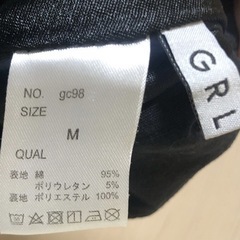 NO. gc98
SIZE
M
QUAL
表地 綿 95%
ポリウレタン 5%
裏地 ポリエステル 100%
GRL